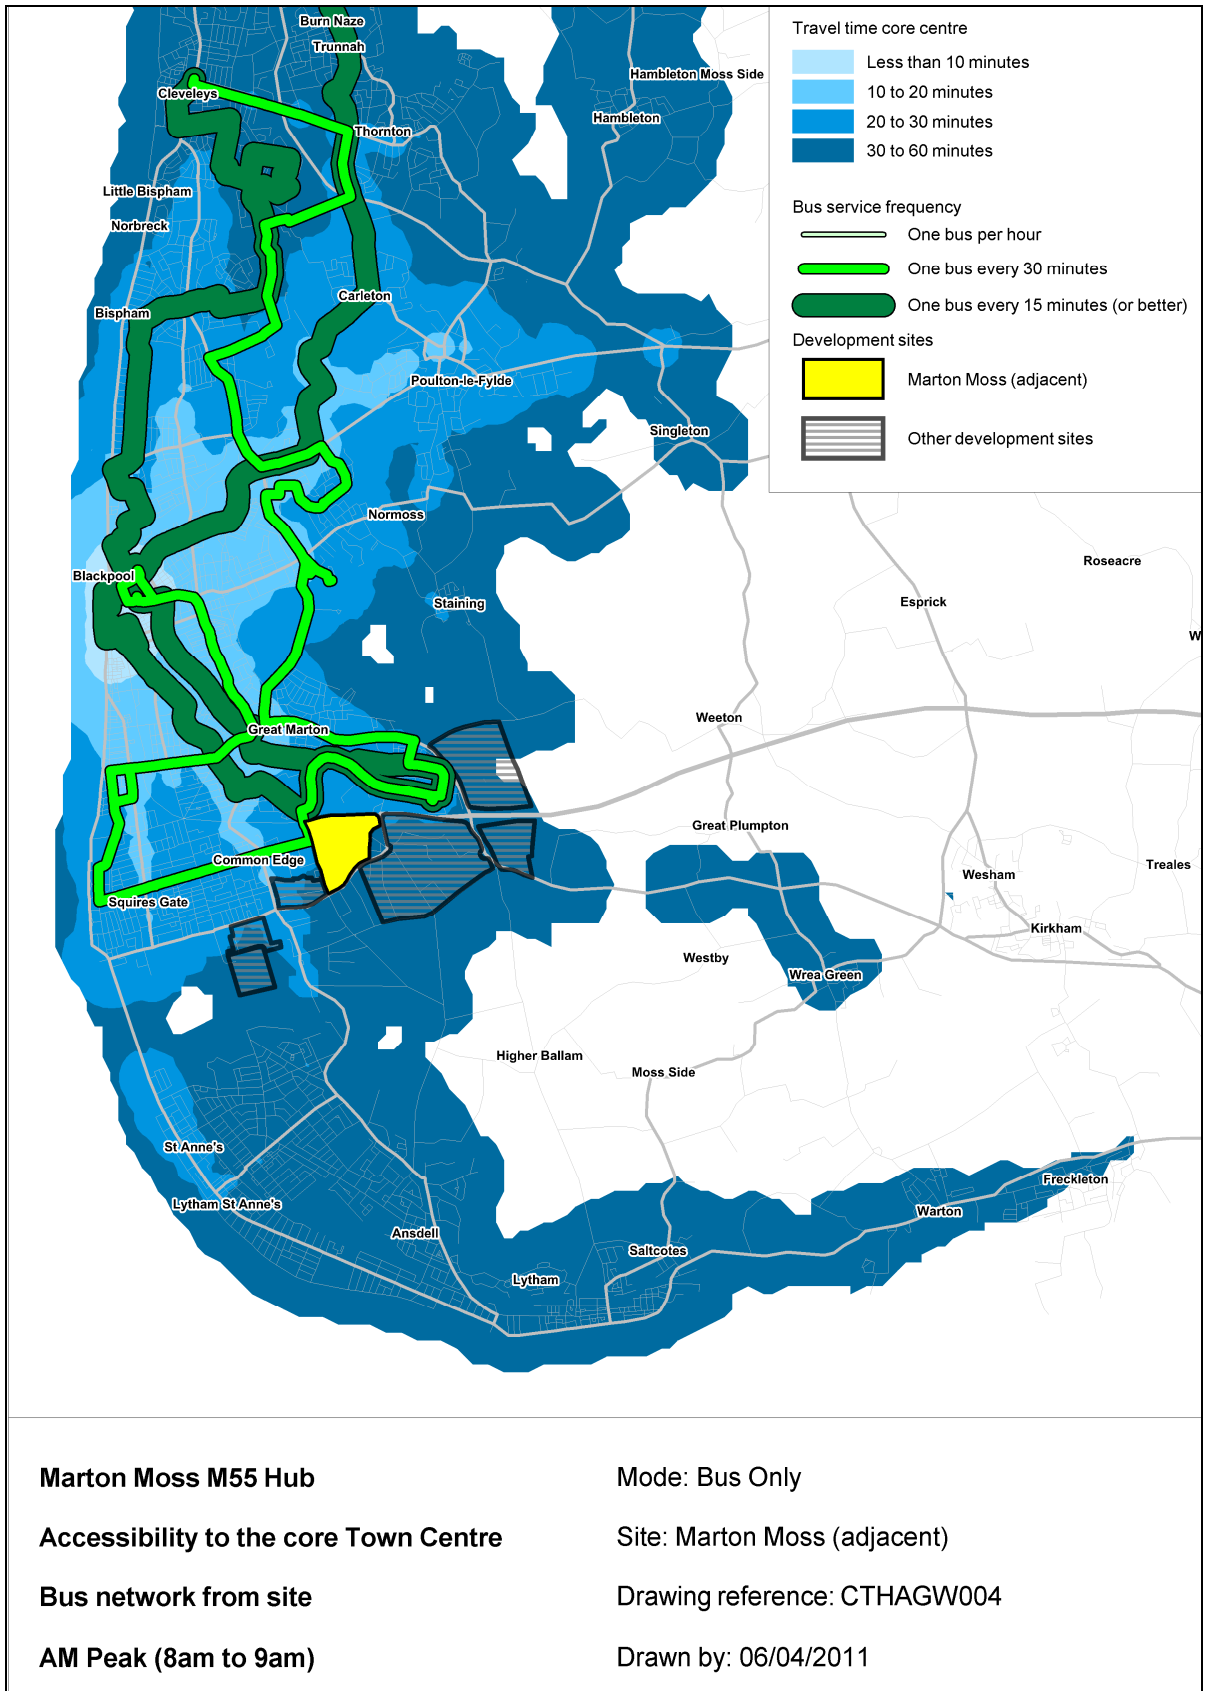 Burn Naze
Trunnah
Hambleton Moss Side
Cleveleys
Hambleton
Thornton
Little Bispham
Norbreck
Carleton
Bispham
Poulton-le-Fylde
Singleton
Normoss
Blackpool
Staining
Roseacre
Esprick
W
Weeton
Great Marton
Great Plumpton
Common Edge
Treales
Wesham
Squires Gate
Kirkham
Westby
Wrea Green
Higher Ballam
Moss Side
St Anne's
Freckleton
Lytham St Anne's
Warton
Ansdell
Saltcotes
Lytham
Travel time core centre
Less than 10 minutes
10 to 20 minutes
20 to 30 minutes
30 to 60 minutes
Bus service frequency
One bus per hour
One bus every 30 minutes
One bus every 15 minutes (or better)
Development sites
Marton Moss (adjacent)
Other development sites
Marton Moss M55 Hub
Accessibility to the core Town Centre
Bus network from site
AM Peak (8am to 9am)
Mode: Bus Only
Site: Marton Moss (adjacent)
Drawing reference: CTHAGW004
Drawn by: 06/04/2011